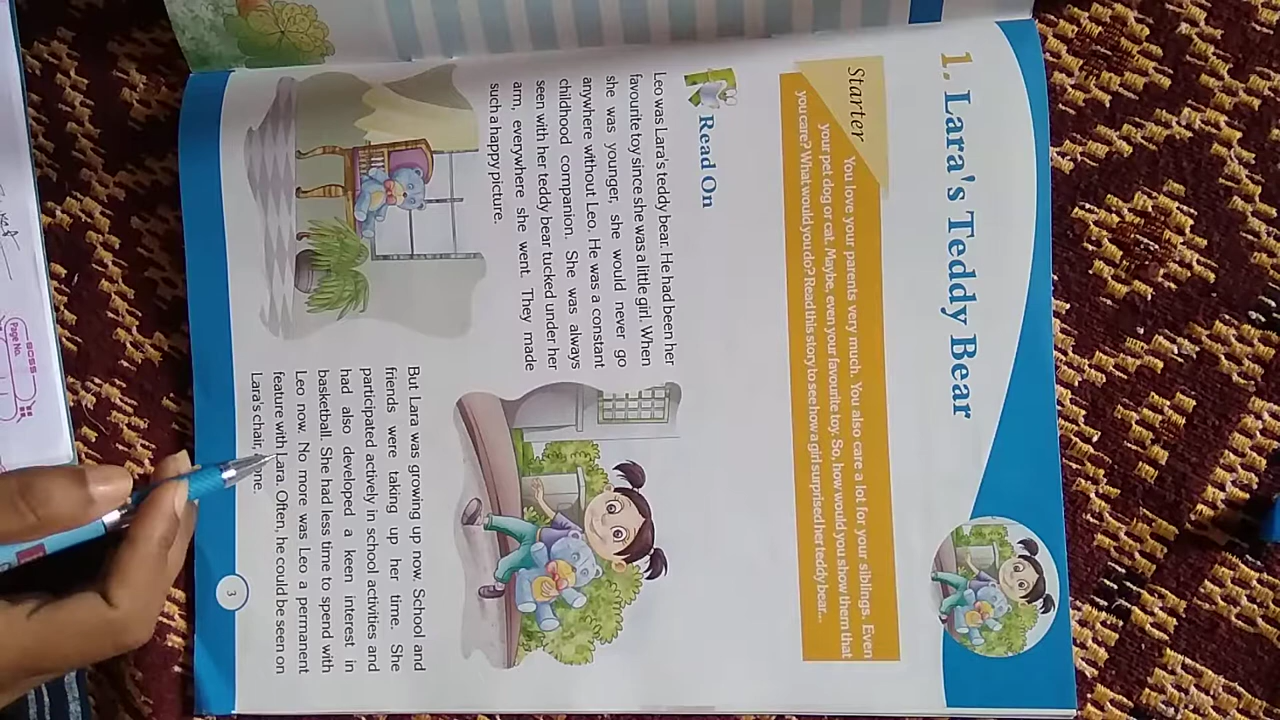 1. Lara's Teddy Bear
Starter
You love your parents very much. You also care a lot for your siblings. Even
your pet dog or cat. Maybe, even your favourite toy. So, how would you show them that
you care? What would you do? Read this story to see how a girl surprised her teddy bear...
Read On
Leo was Lara's teddy bear. He had been her
favourite toy since she was a little girl. When
she was younger, she would never go
anywhere without Leo. He was a constant
childhood companion. She was always
seen with her teddy bear tucked under her
arm, everywhere she went. They made
such a happy picture.
But Lara was growing up now. School and
friends were taking up her time. She
participated actively in school activities and
had also developed a keen interest in
basketball. She had less time to spend with
Leo now. No more was Leo a permanent
feature with Lara. Often, he could be seen on
Lara's chair,
3
BOSS
Page No.